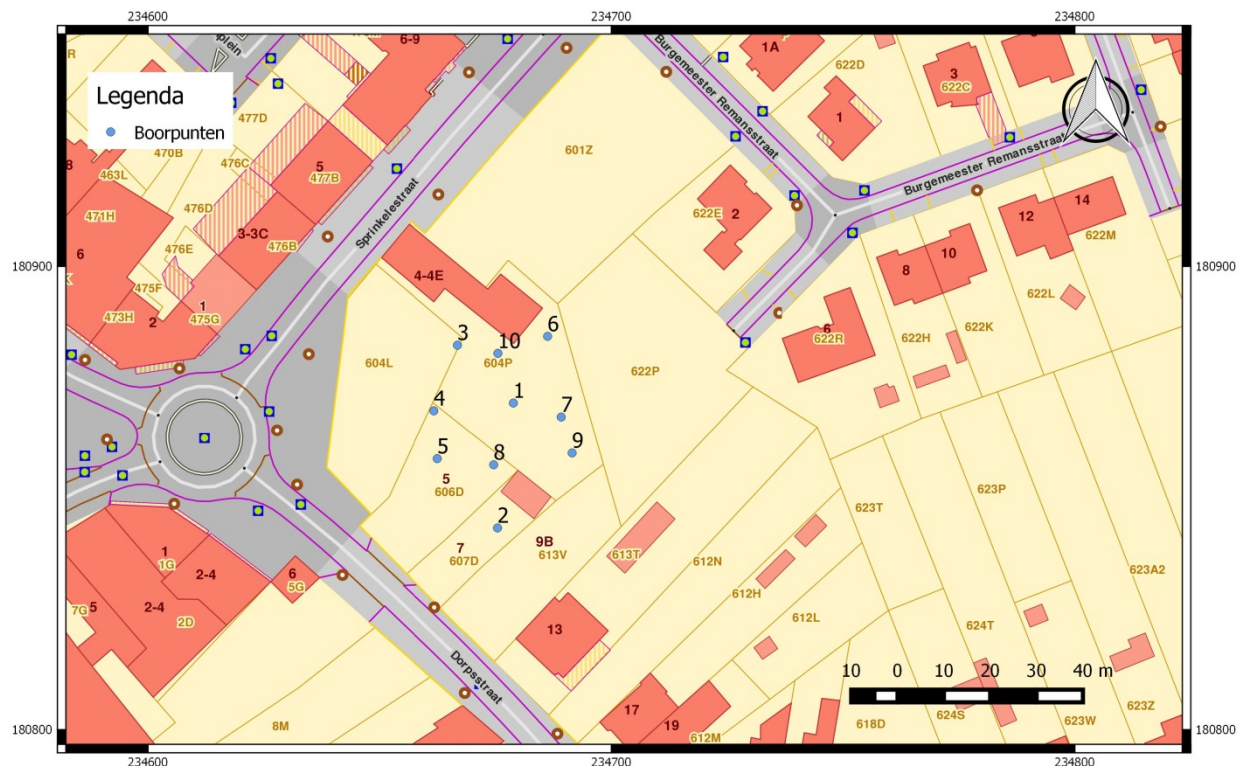 234600
234700
234800
180900
180800
Legenda
Boorpunten
plein
6-9
477D
470B
463L
8
471H
6
476C
5
477B
476D
3-3C
476B
476E
475F
1
475G
473H
2
Sprinkelestraat
601Z
Burgemeester Remansstraat
1A
622D
1
3
622C
622E
2
Burgemeester Remansstraat
12
14
622M
8
10
622L
6
622R
622H
622K
4-4E
604L
3
10
604P
6
622P
4
1
7
5
8
9
5
606D
2
7
607D
9B
613V
613T
612N
612H
612L
623T
623P
623A2
624T
13
Dorpsstraat
1
1G
2-4
2-4
2D
5
7G
6
5G
8M
17
19
612M
618D
624S
623W
623Z
10 0 10 20 30 40 m
234600
234700
234800
180900
180800